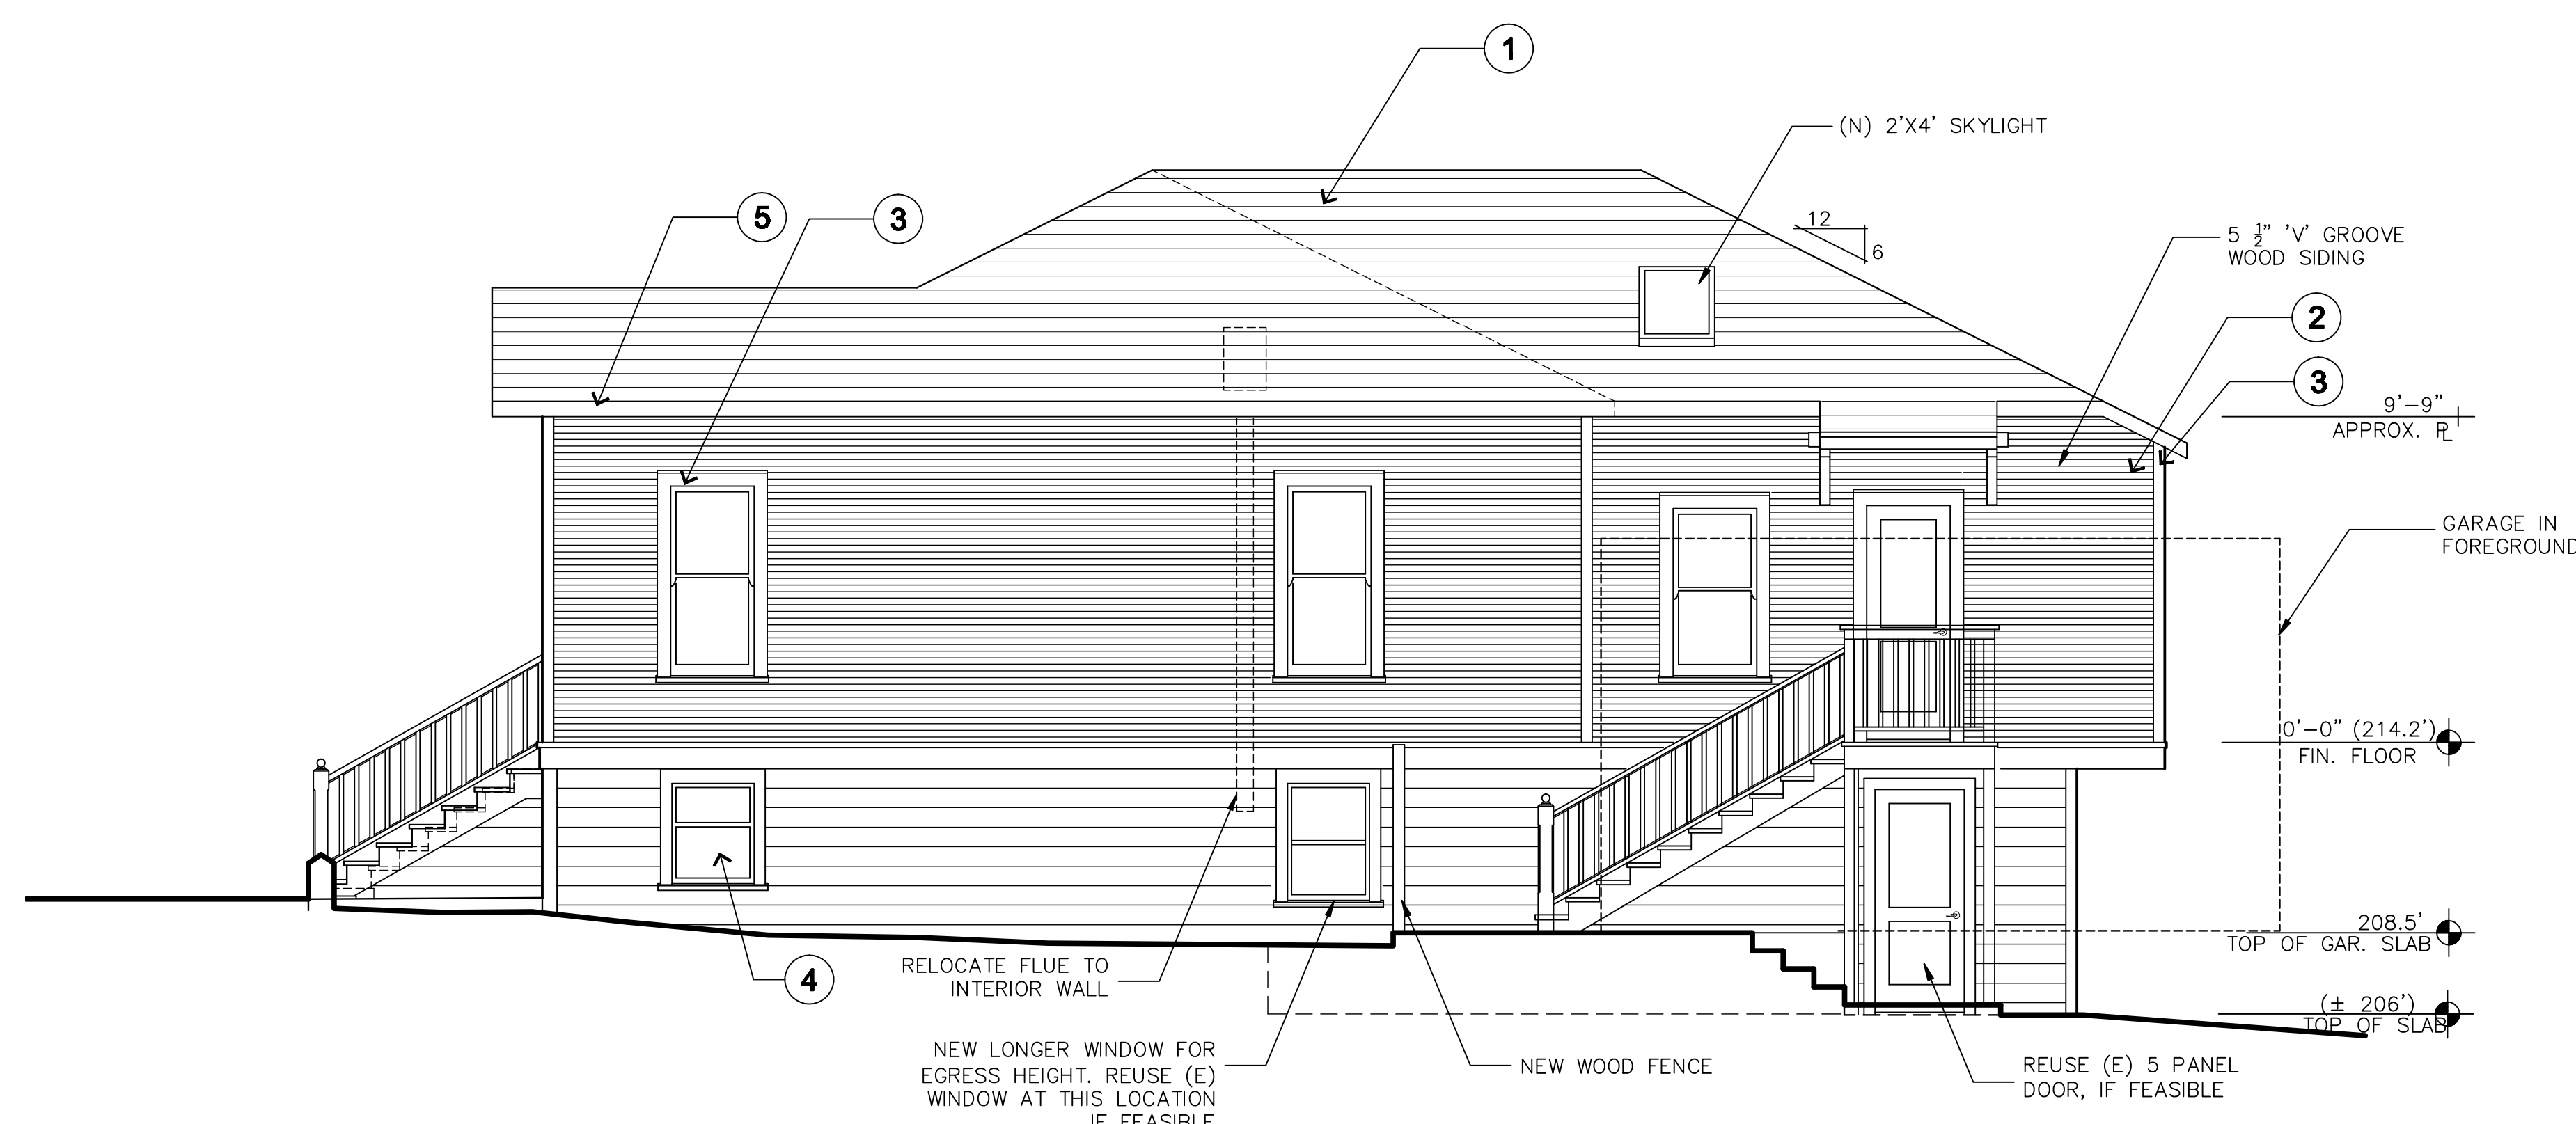 1
(N) 2'X4' SKYLIGHT
5
3
12
6
5 ½" 'V' GROOVE
WOOD SIDING
2
3
9'-9"
APPROX. PL
GARAGE IN
FOREGROUND
0'-0" (214.2')
FIN. FLOOR
208.5'
TOP OF GAR. SLAB
(± 206')
TOP OF SLAB
4
RELOCATE FLUE TO
INTERIOR WALL
NEW LONGER WINDOW FOR
EGRESS HEIGHT. REUSE (E)
WINDOW AT THIS LOCATION
IF FEASIBLE
NEW WOOD FENCE
REUSE (E) 5 PANEL
DOOR, IF FEASIBLE